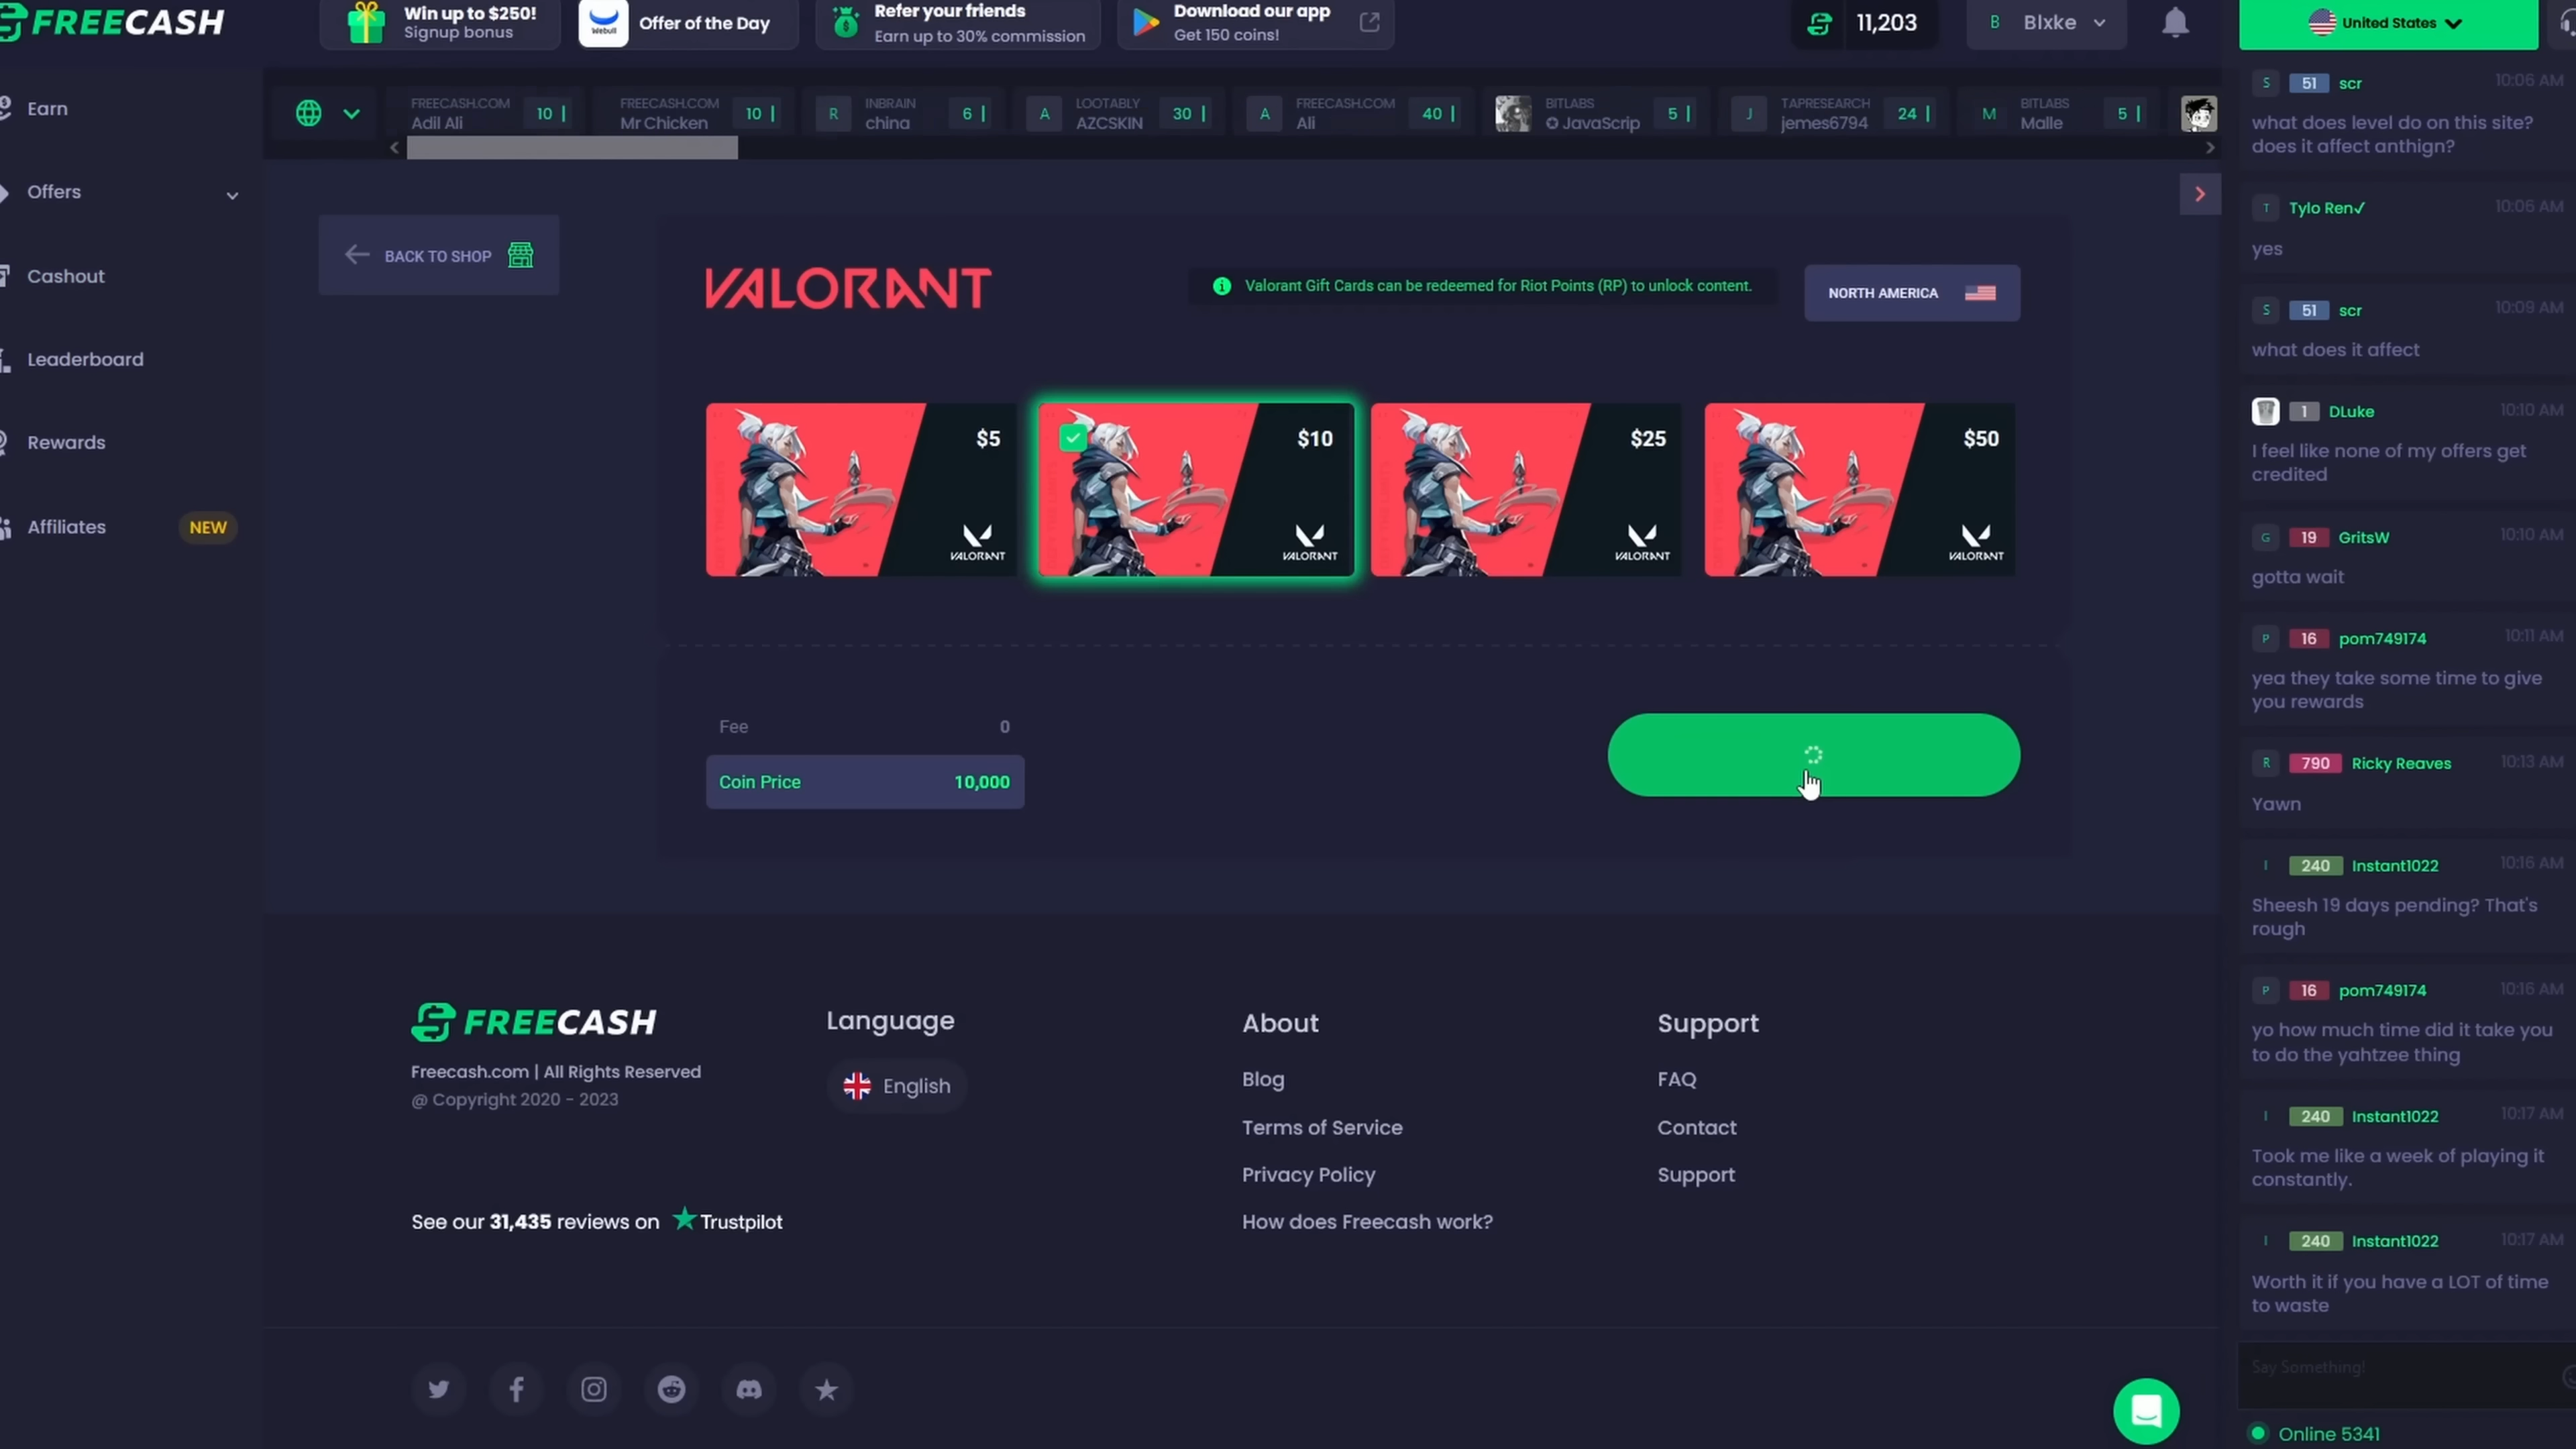 FREECASH
Win up to $250!
Signup bonus
Webull
Offer of the Day
Refer your friends
Earn up to 30% commission
Download our app
Get 150 coins!
11,203
B
Blxke
United States
Earn
Offers
Cashout
Leaderboard
Rewards
Affiliates
NEW
FREECASH.COM
Adil Ali
10
FREECASH.COM
Mr Chicken
10
R
INBRAIN
china
6
A
LOOTABLY
AZCSKIN
30
A
FREECASH.COM
Ali
40
BITLABS
✪ JavaScrip
5
J
TAPRESEARCH
jemes6794
24
M
BITLABS
Malle
5
BACK TO SHOP
VALORANT
Valorant Gift Cards can be redeemed for Riot Points (RP) to unlock content.
NORTH AMERICA
$5
VALORANT
$10
VALORANT
$25
VALORANT
$50
VALORANT
Fee
0
Coin Price
10,000
FREECASH
Freecash.com | All Rights Reserved
@ Copyright 2020 - 2023
See our 31,435 reviews on ★ Trustpilot
Language
English
About
Blog
Terms of Service
Privacy Policy
How does Freecash work?
Support
FAQ
Contact
Support
S 51 scr 10:06 AM
what does level do on this site?
does it affect anthign?
T Tylo Ren✓ 10:06 AM
yes
S 51 scr 10:09 AM
what does it affect
1 DLuke 10:10 AM
I feel like none of my offers get
credited
G 19 GritsW 10:10 AM
gotta wait
P 16 pom749174 10:11 AM
yea they take some time to give
you rewards
R 790 Ricky Reaves 10:13 AM
Yawn
I 240 Instant1022 10:16 AM
Sheesh 19 days pending? That's
rough
P 16 pom749174 10:16 AM
yo how much time did it take you
to do the yahtzee thing
I 240 Instant1022 10:17 AM
Took me like a week of playing it
constantly.
I 240 Instant1022 10:17 AM
Worth it if you have a LOT of time
to waste
Say Something!
Online 5341